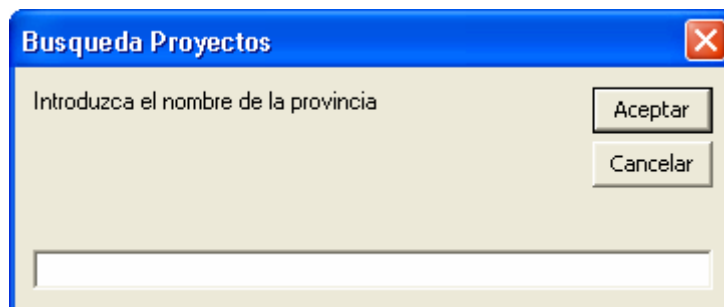 Busqueda Proyectos
Introduzca el nombre de la provincia
Aceptar
Cancelar